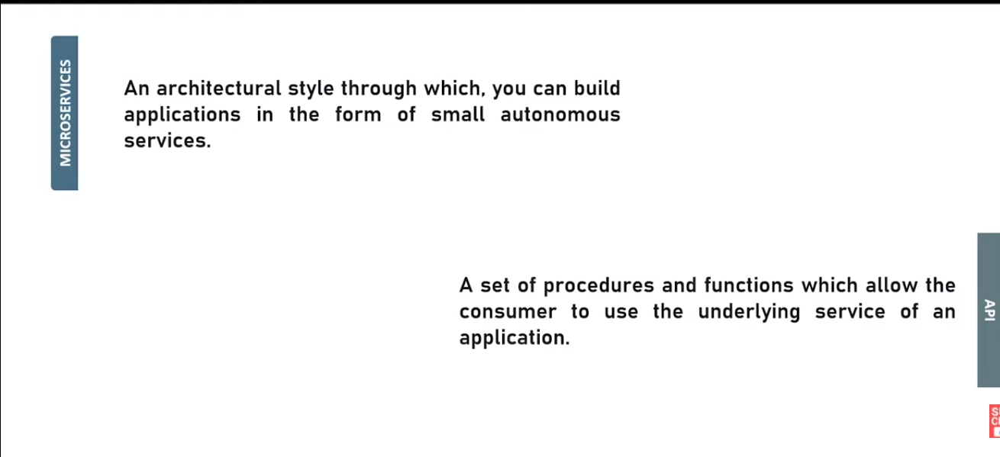 MICROSERVICES
An architectural style through which, you can build
applications in the form of small autonomous
services.
A set of procedures and functions which allow the
consumer to use the underlying service of an
application.
API